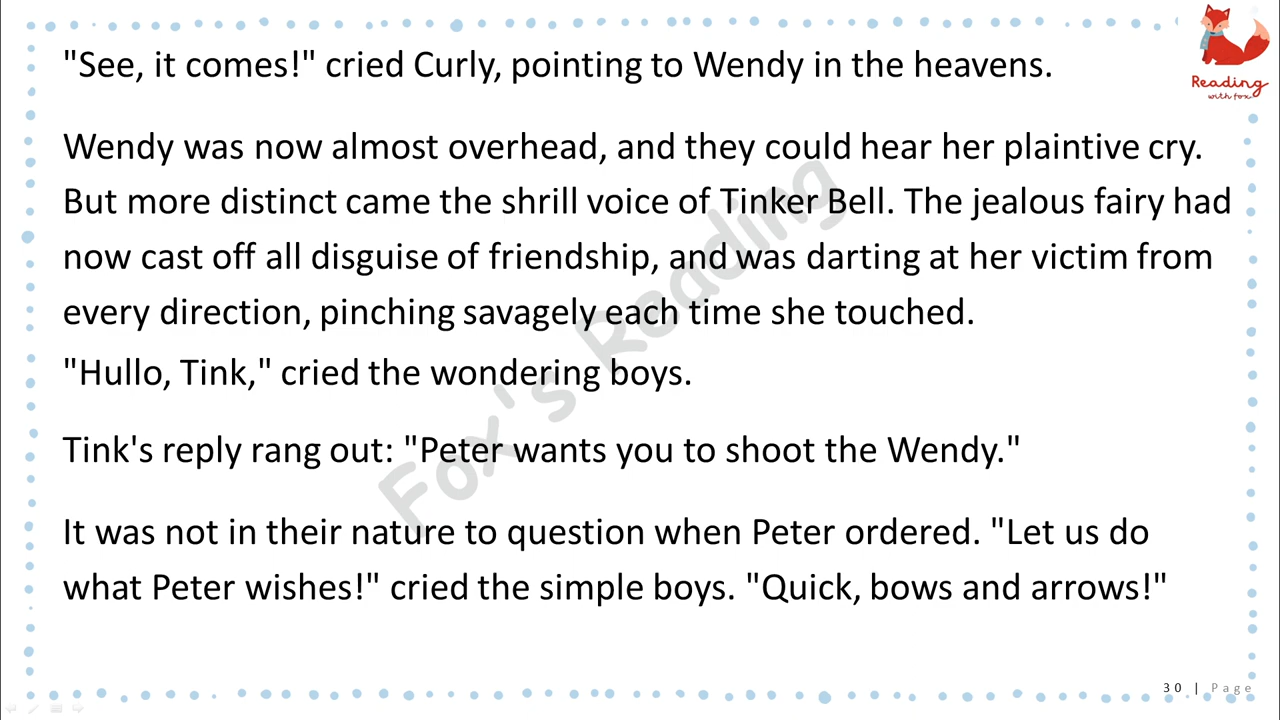 "See, it comes!" cried Curly, pointing to Wendy in the heavens.
Reading
with fox
Wendy was now almost overhead, and they could hear her plaintive cry.
But more distinct came the shrill voice of Tinker Bell. The jealous fairy had
now cast off all disguise of friendship, and was darting at her victim from
every direction, pinching savagely each time she touched.
"Hullo, Tink," cried the wondering boys.
Tink's reply rang out: "Peter wants you to shoot the Wendy."
It was not in their nature to question when Peter ordered. "Let us do
what Peter wishes!" cried the simple boys. "Quick, bows and arrows!"
Fox's Reading
30 | Page